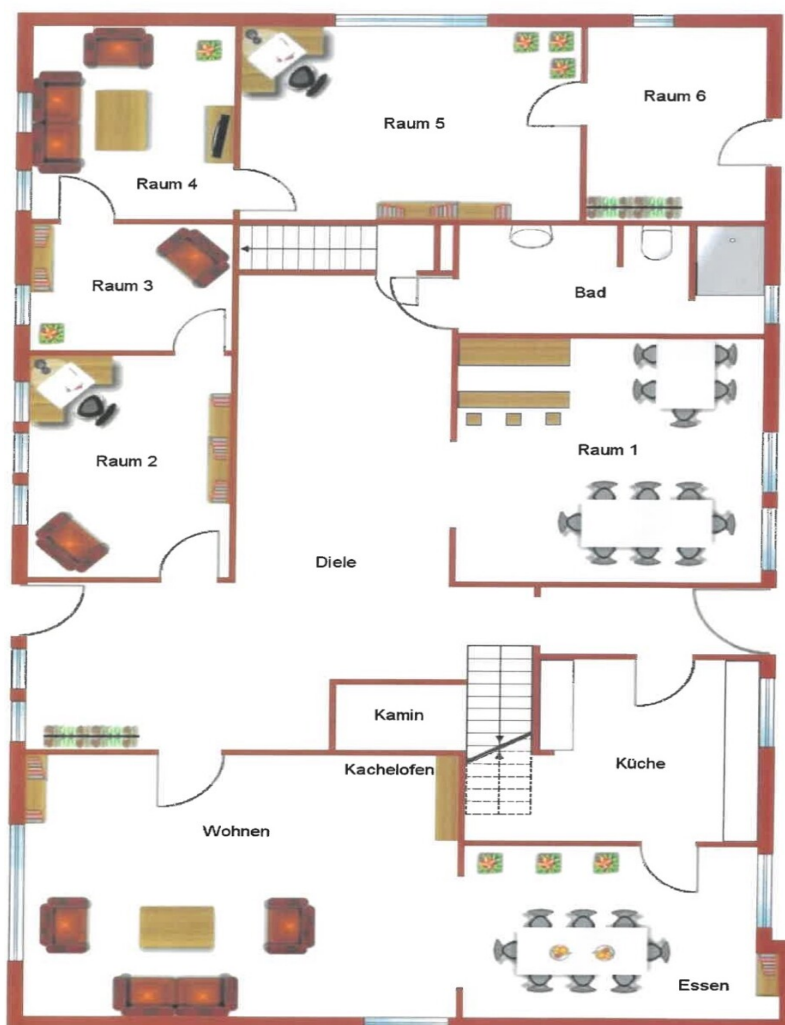 Raum 6
Raum 5
Raum 4
Raum 3
Bad
Raum 1
Raum 2
Diele
Kamin
Kachelofen
Küche
Wohnen
Essen